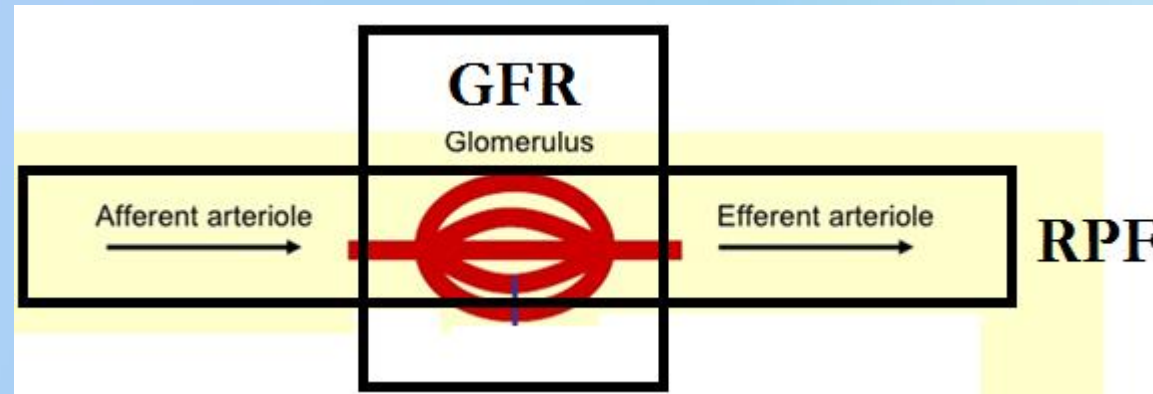 GFR
Glomerulus
Afferent arteriole
Efferent arteriole
RPF